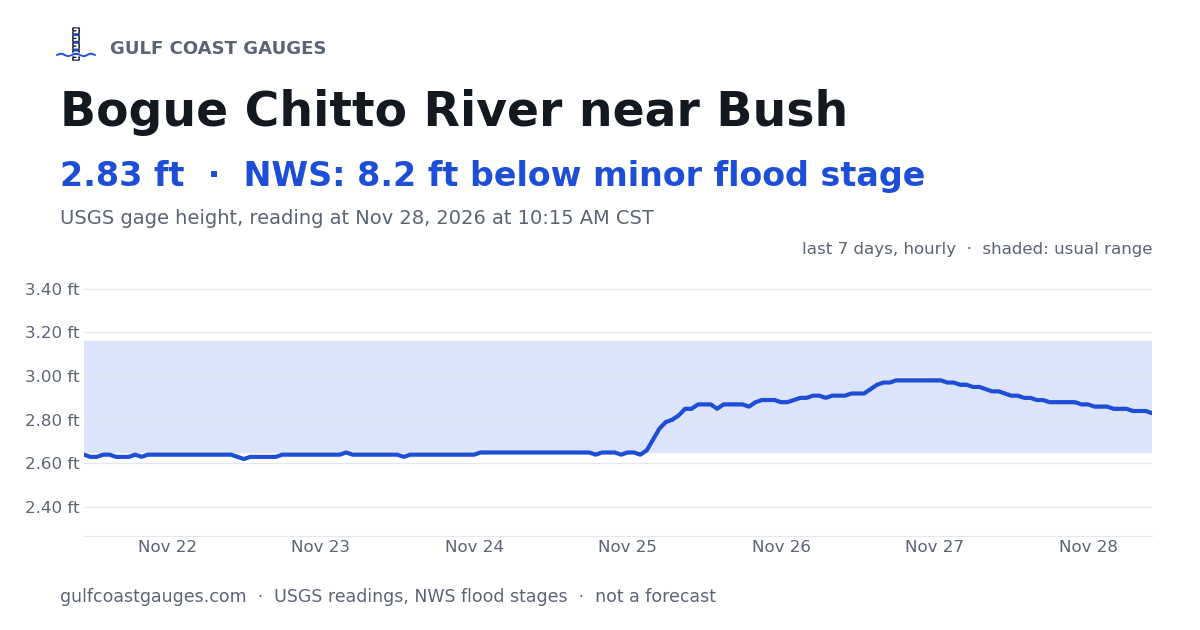 GULF COAST GAUGES
Bogue Chitto River near Bush
2.83 ft · NWS: 8.2 ft below minor flood stage
USGS gage height, reading at Nov 28, 2026 at 10:15 AM CST
last 7 days, hourly · shaded: usual range
3.40 ft
3.20 ft
3.00 ft
2.80 ft
2.60 ft
2.40 ft
Nov 22 Nov 23 Nov 24 Nov 25 Nov 26 Nov 27 Nov 28
gulfcoastgauges.com · USGS readings, NWS flood stages · not a forecast